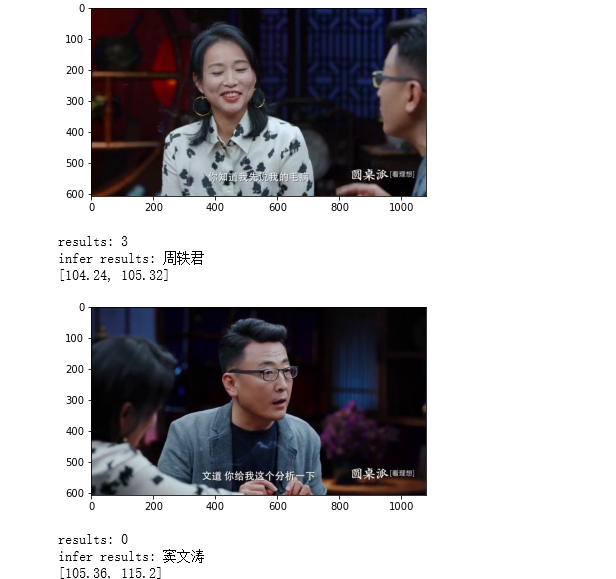 0
100
200
300
400
500
600
你知道我先说我的毛病
圆桌派[看理想]
0 200 400 600 800 1000
results: 3
infer results: 周轶君
[104.24, 105.32]
0
100
200
300
400
500
600
文道 你给我这个分析一下
圆桌派[看理想]
0 200 400 600 800 1000
results: 0
infer results: 窦文涛
[105.36, 115.2]